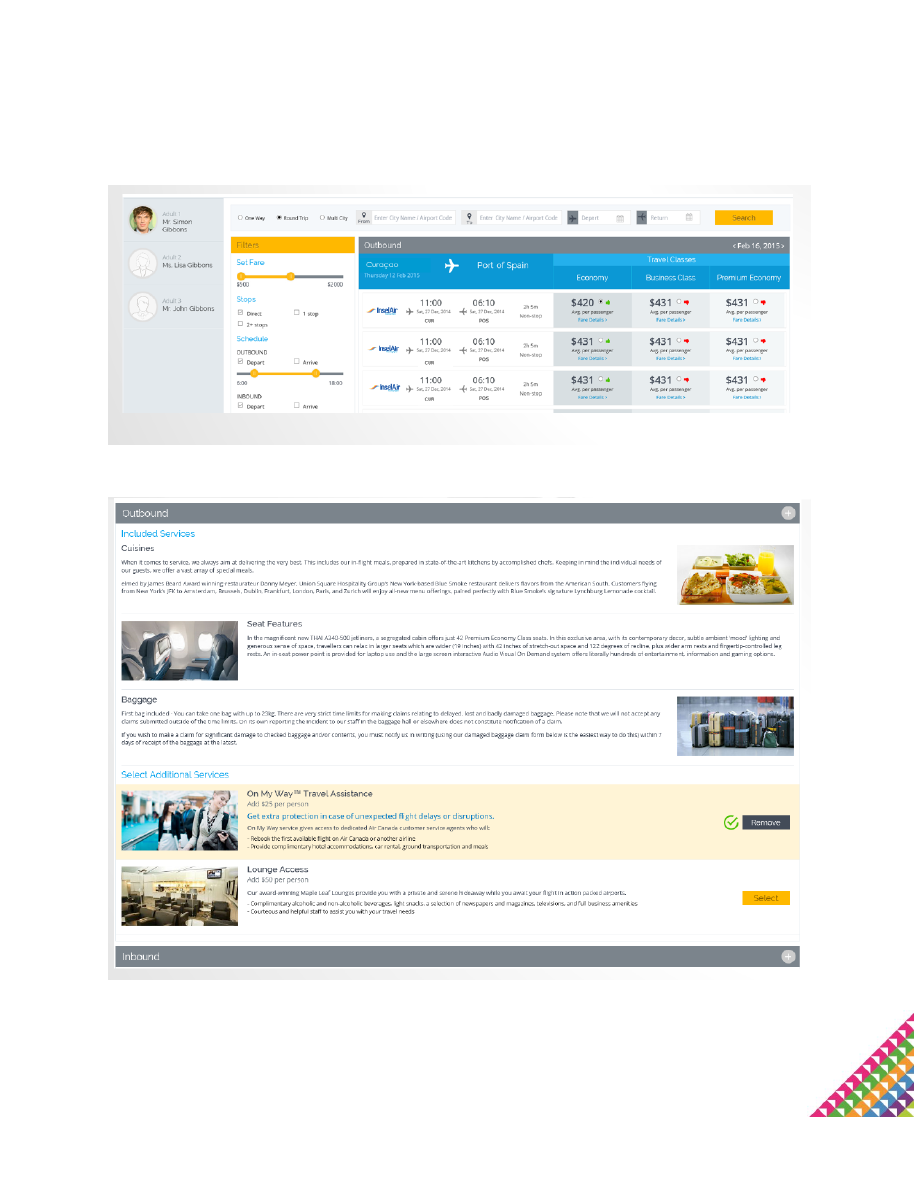 Adult 1
Mr. Simon
Gibbons
Adult 2
Ms. Lisa Gibbons
Adult 3
Mr. John Gibbons
One Way Round Trip Multi City From Enter City Name / Airport Code To Enter City Name / Airport Code Depart Return Search
Filters
Set Fare
$500 $2000
Stops
Direct 1 stop
2+ stops
Schedule
OUTBOUND
Depart Arrive
6:00 18:00
INBOUND
Depart Arrive
Outbound < Feb 16, 2015 >
Curaçao Port of Spain
Thursday 12 Feb 2015
Travel Classes
Economy Business Class Premium Economy
InselAir 11:00 06:10 $420 $431 $431
Sat, 27 Dec, 2014 Sat, 27 Dec, 2014 2h 5m Avg. per passenger Avg. per passenger Avg. per passenger
CUR POS Non-stop Fare Details > Fare Details > Fare Details >
InselAir 11:00 06:10 $431 $431 $431
Sat, 27 Dec, 2014 Sat, 27 Dec, 2014 2h 5m Avg. per passenger Avg. per passenger Avg. per passenger
CUR POS Non-stop Fare Details > Fare Details > Fare Details >
InselAir 11:00 06:10 $431 $431 $431
Sat, 27 Dec, 2014 Sat, 27 Dec, 2014 2h 5m Avg. per passenger Avg. per passenger Avg. per passenger
CUR POS Non-stop Fare Details > Fare Details > Fare Details >
Outbound
Included Services
Cuisines
When it comes to service, we always aim at delivering the very best. This includes our in-flight meals, prepared in state-of-the-art kitchens by accomplished chefs. Keeping in mind the individual needs of
our guests, we offer a vast array of special meals.
elmed by James Beard Award winning restaurateur Danny Meyer, Union Square Hospitality Group's New York-based Blue Smoke restaurant delivers flavors from the American South. Customers flying
from New York's JFK to Amsterdam, Brussels, Dublin, Frankfurt, London, Paris, and Zurich will enjoy all-new menu offerings, paired perfectly with Blue Smoke's signature Lynchburg Lemonade cocktail.
Seat Features
In the magnificent new THAI A340-500 jetliners, a segregated cabin offers just 42 Premium Economy Class seats. In this exclusive area, with its contemporary decor, subtle ambient 'mood' lighting and
generous sense of space, travellers can relax in larger seats which are wider (19 inches) with 42 inches of stretch-out space and 122 degrees of recline, plus wider arm rests and fingertip-controlled leg
rests. An in-seat power point is provided for laptop use and the large screen interactive Audio Visual On Demand system offers literally hundreds of entertainment, information and gaming options.
Baggage
First bag included - You can take one bag with up to 23kg. There are very strict time limits for making claims relating to delayed, lost and badly damaged baggage. Please note that we will not accept any
claims submitted outside of the time limits. On its own reporting the incident to our staff in the baggage hall or elsewhere does not constitute notification of a claim.
If you wish to make a claim for significant damage to checked baggage and/or contents, you must notify us in writing (using our damaged baggage claim form below is the easiest way to do this) within 7
days of receipt of the baggage at the latest.
Select Additional Services
On My Way™ Travel Assistance
Add $25 per person
Get extra protection in case of unexpected flight delays or disruptions.
On My Way service gives access to dedicated Air Canada customer service agents who will:
- Rebook the first available flight on Air Canada or another airline
- Provide complimentary hotel accommodations, car rental, ground transportation and meals
Remove
Lounge Access
Add $50 per person
Our award-winning Maple Leaf Lounges provide you with a private and serene hideaway while you await your flight in action packed airports.
- Complimentary alcoholic and non-alcoholic beverages, light snacks, a selection of newspapers and magazines, televisions, and full business amenities
- Courteous and helpful staff to assist you with your travel needs
Select
Inbound